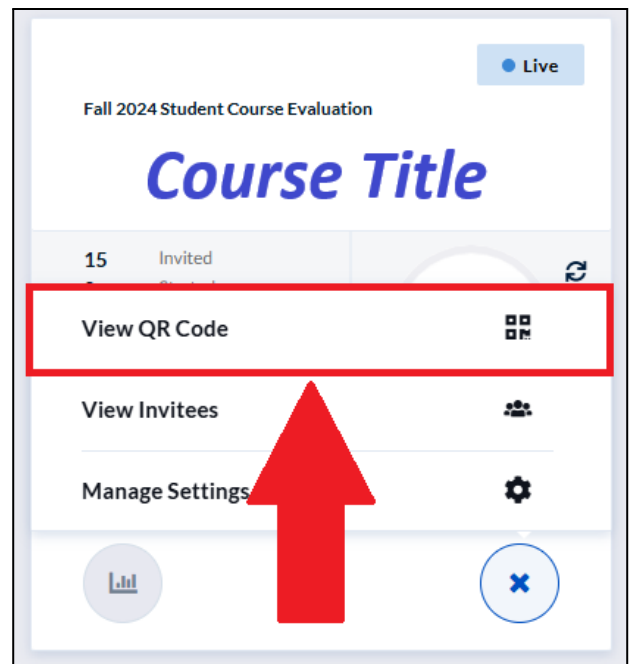 Live
Fall 2024 Student Course Evaluation
Course Title
15 Invited
View QR Code
View Invitees
Manage Settings